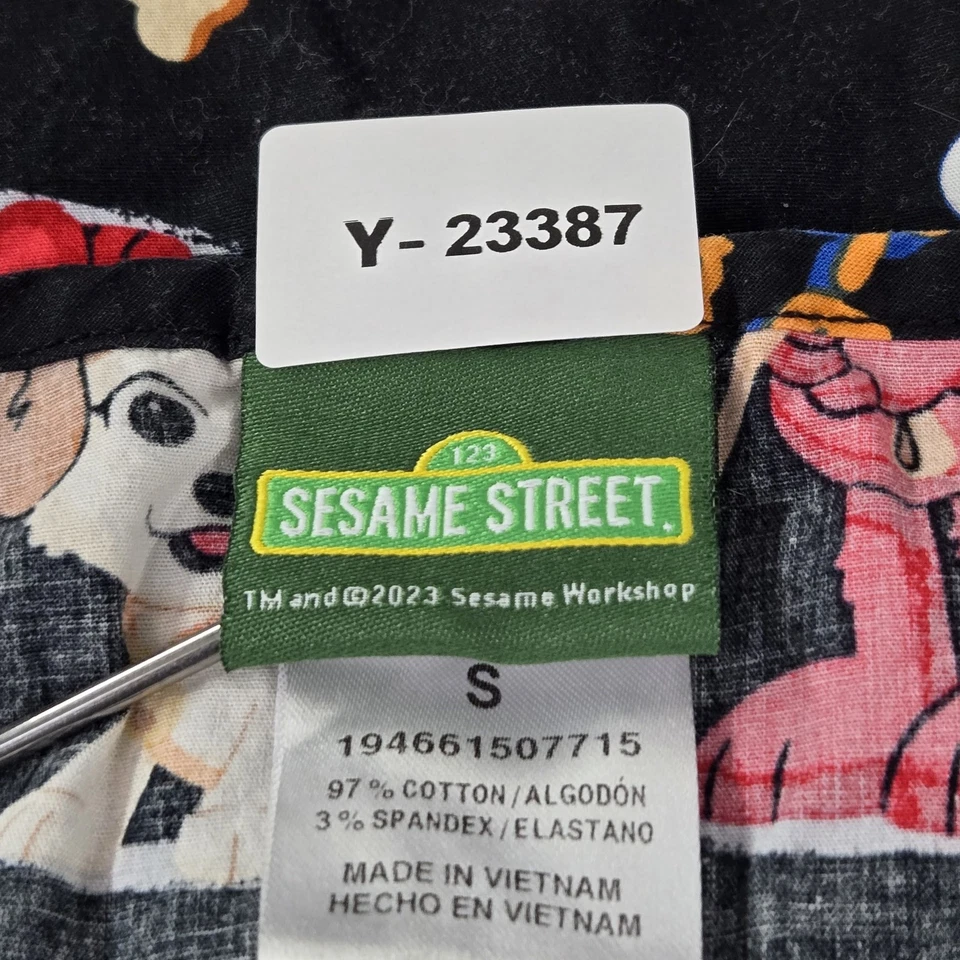 Y- 23387
123
SESAME STREET.
TM and ©2023 Sesame Workshop
S
194661507715
97 % COTTON / ALGODÓN
3 % SPANDEX / ELASTANO
MADE IN VIETNAM
HECHO EN VIETNAM